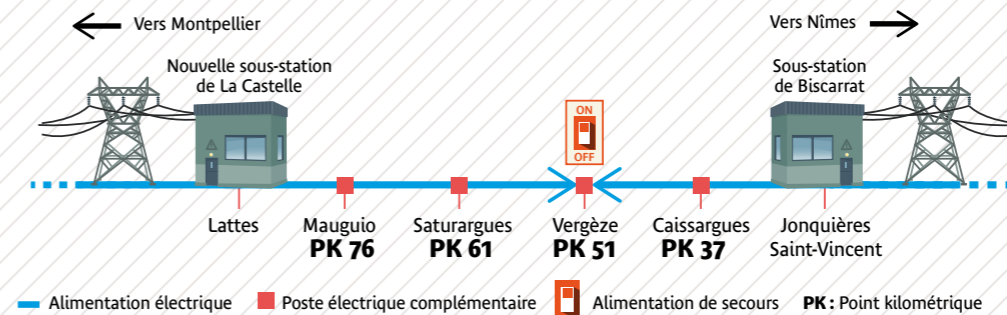 Vers Montpellier
Vers Nîmes
Nouvelle sous-station
de La Castelle
Sous-station
de Biscarrat
ON
OFF
Lattes
Mauguio
PK 76
Saturargues
PK 61
Vergèze
PK 51
Caissargues
PK 37
Jonquières
Saint-Vincent
Alimentation électrique
Poste électrique complémentaire
Alimentation de secours
PK : Point kilométrique